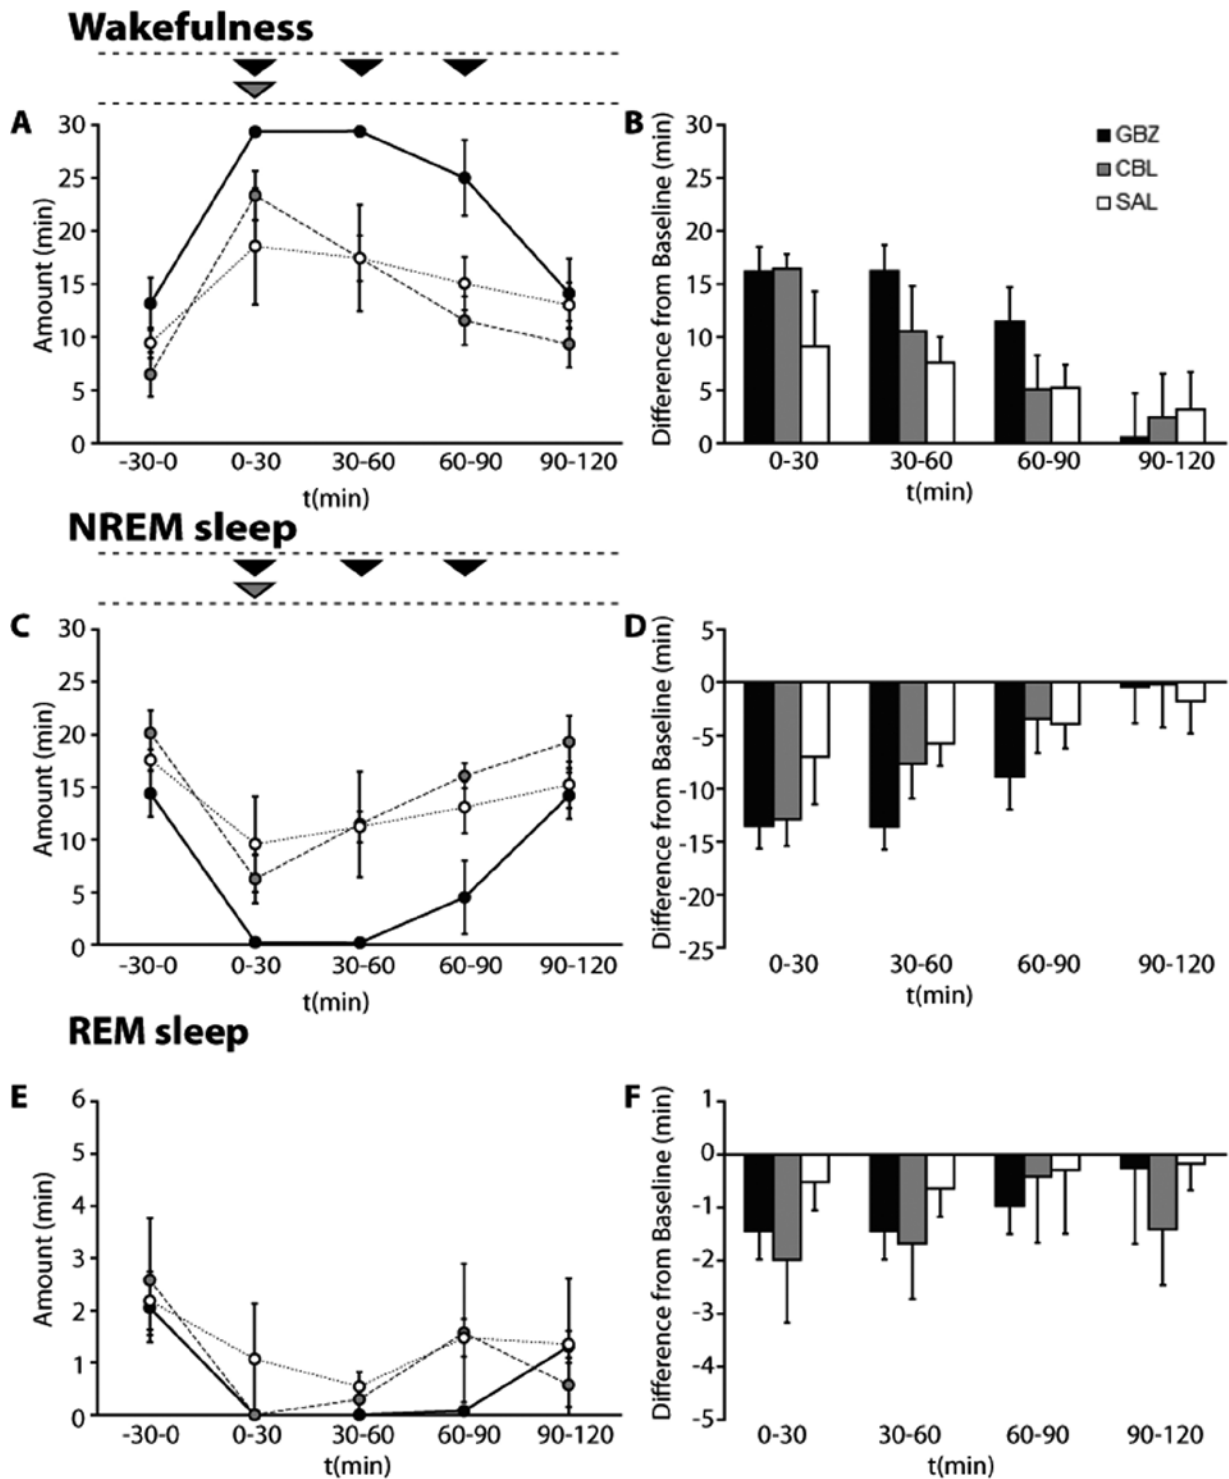 Wakefulness
A
30
25
20
15
10
5
0
Amount (min)
-30-0 0-30 30-60 60-90 90-120
t(min)
B
30
25
20
15
10
5
0
Difference from Baseline (min)
GBZ
CBL
SAL
0-30 30-60 60-90 90-120
t(min)
NREM sleep
C
30
25
20
15
10
5
0
Amount (min)
-30-0 0-30 30-60 60-90 90-120
t(min)
D
5
0
-5
-10
-15
-20
-25
Difference from Baseline (min)
0-30 30-60 60-90 90-120
t(min)
REM sleep
E
6
5
4
3
2
1
0
Amount (min)
-30-0 0-30 30-60 60-90 90-120
t(min)
F
1
0
-1
-2
-3
-4
-5
Difference from Baseline (min)
0-30 30-60 60-90 90-120
t(min)